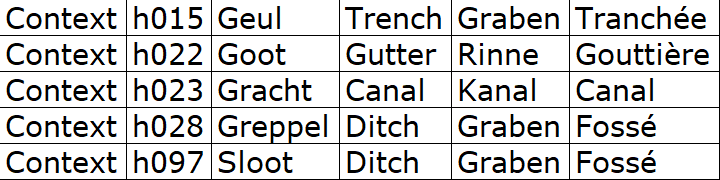 Context h015 Geul Trench Graben Tranchée
Context h022 Goot Gutter Rinne Gouttière
Context h023 Gracht Canal Kanal Canal
Context h028 Greppel Ditch Graben Fossé
Context h097 Sloot Ditch Graben Fossé